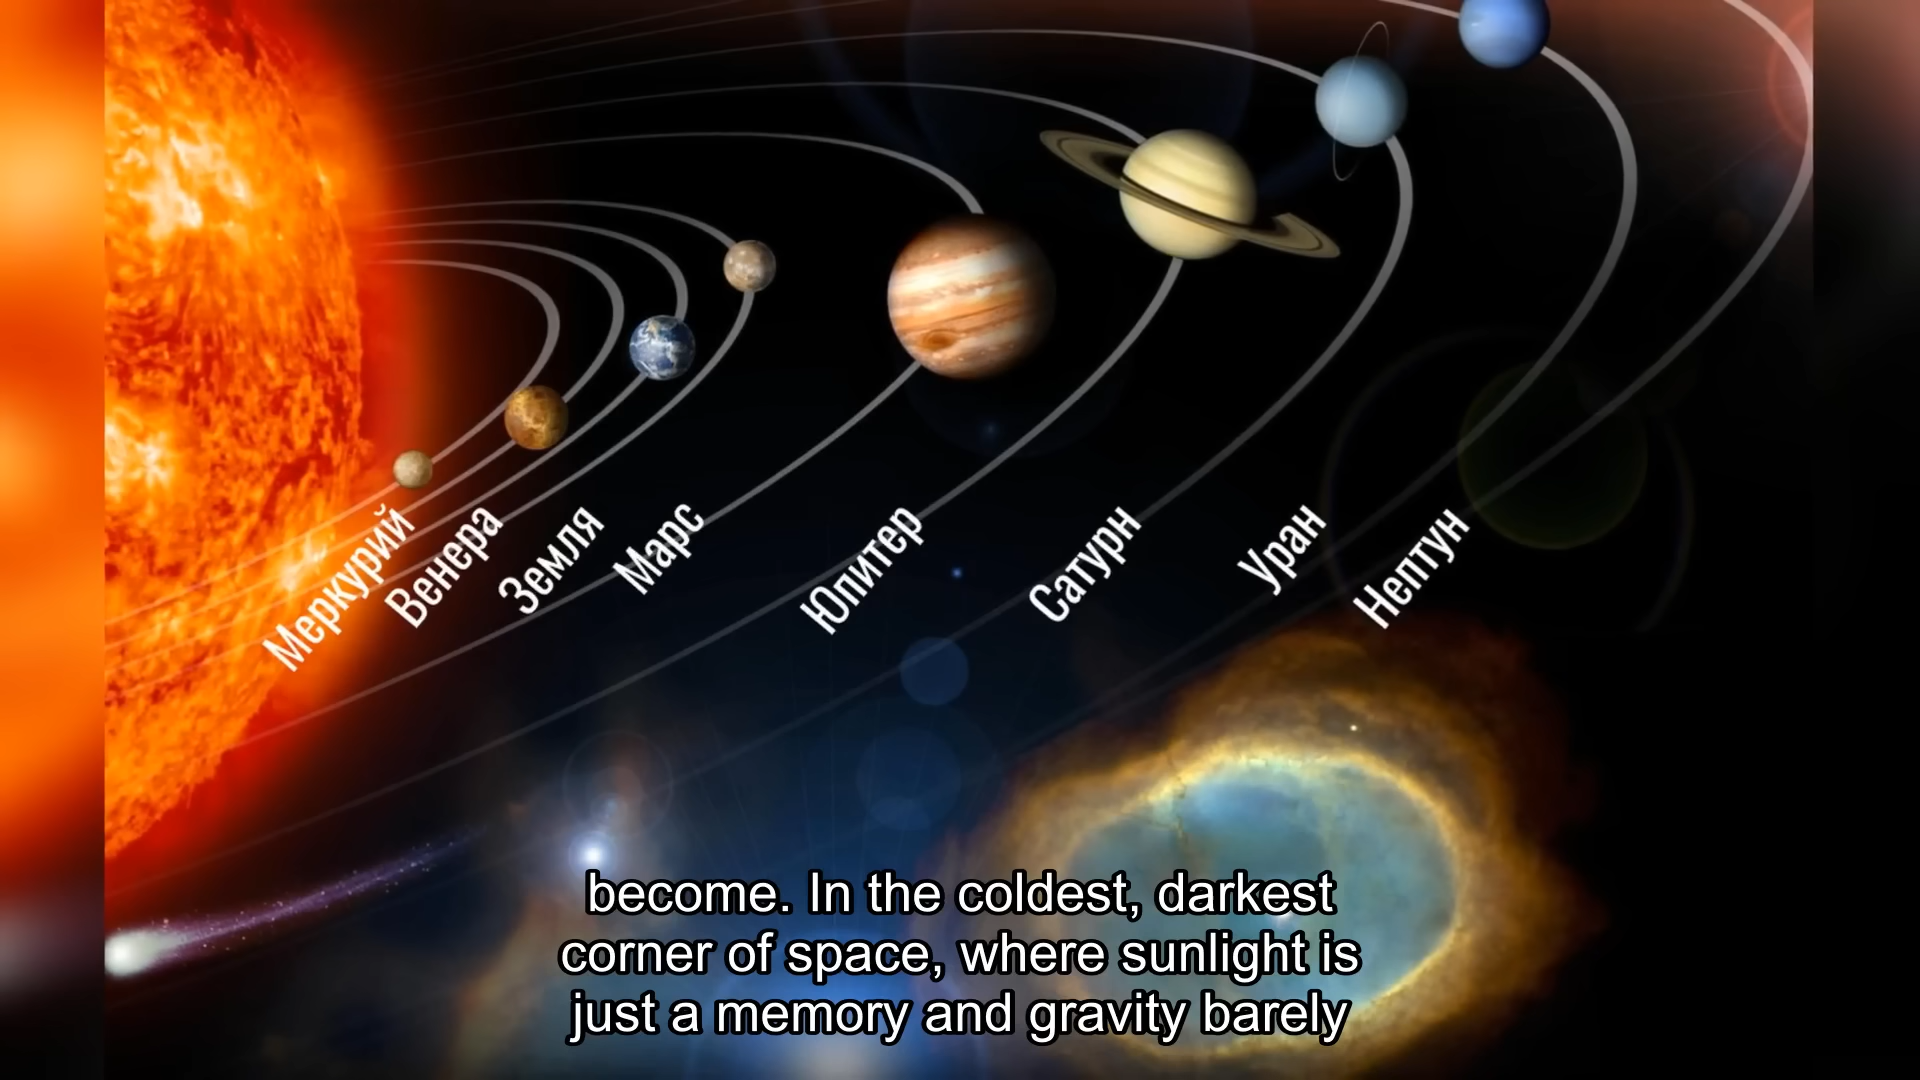 Меркурий
Венера
Земля
Марс
Юпитер
Сатурн
Уран
Нептун
become. In the coldest, darkest
corner of space, where sunlight is
just a memory and gravity barely